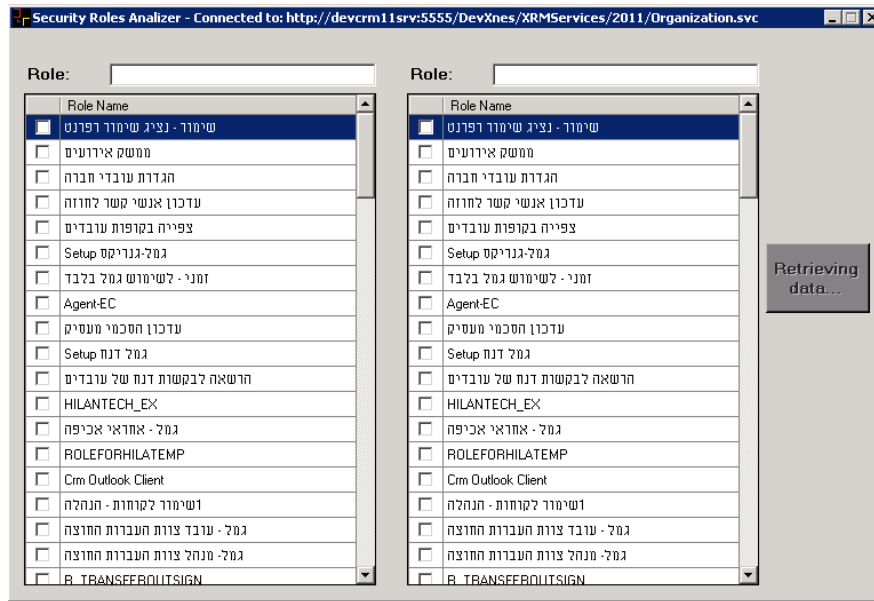 Security Roles Analizer - Connected to: http://devcrm11srv:5555/DevXnes/XRMServices/2011/Organization.svc
Role:
Role Name
שימור - נציג שימור רפרנט
ממשק אירועים
הגדרת עובדי חברה
עדכון אנשי קשר לחוזה
צפייה בקופות עובדים
גמל-גנריקס Setup
זמני - לשימוש גמל בלבד
Agent-EC
עדכון הסכמי מעסיק
גמל דנח Setup
הרשאה לבקשות דנח של עובדים
HILANTECH_EX
גמל - אחראי אכיפה
ROLEFORHILATEMP
Crm Outlook Client
1שימור לקוחות - הנהלה
גמל - עובד צוות העברות החוצה
גמל- מנהל צוות העברות החוצה
R_TRANSFEROUTSIGN
Role:
Role Name
שימור - נציג שימור רפרנט
ממשק אירועים
הגדרת עובדי חברה
עדכון אנשי קשר לחוזה
צפייה בקופות עובדים
גמל-גנריקס Setup
זמני - לשימוש גמל בלבד
Agent-EC
עדכון הסכמי מעסיק
גמל דנח Setup
הרשאה לבקשות דנח של עובדים
HILANTECH_EX
גמל - אחראי אכיפה
ROLEFORHILATEMP
Crm Outlook Client
1שימור לקוחות - הנהלה
גמל - עובד צוות העברות החוצה
גמל- מנהל צוות העברות החוצה
R_TRANSFEROUTSIGN
Retrieving
data...